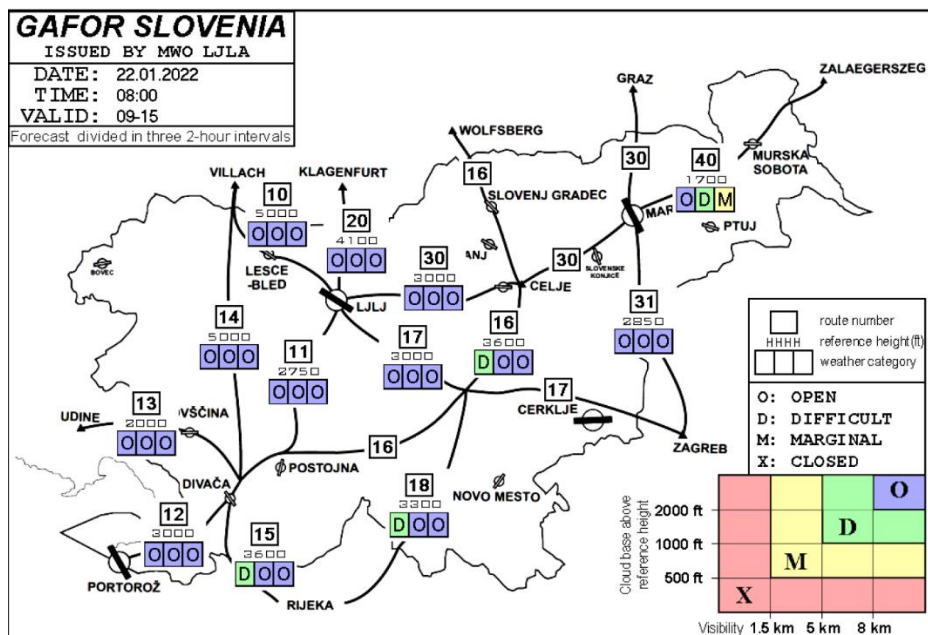 GAFOR SLOVENIA
ISSUED BY MWO LJLA
DATE: 22.01.2022
TIME: 08:00
VALID: 09-15
Forecast divided in three 2-hour intervals
ZALAEGERSZEG
GRAZ
WOLFSBERG
30
40
MURSKA
SOBOTA
VILLACH
10
KLAGENFURT
16
1700
O D M
SLOVENJ GRADEC
5000
O O O
20
4100
O O O
MAR
PTUJ
BOVEC
LESCE
-BLED
30
3000
O O O
ANJ
30
SLOVENSKE
KONJICE
LJLJ
CELJE
31
2850
O O O
14
5000
O O O
11
2750
O O O
17
3000
O O O
16
3600
D O O
route number
HHHH reference height(ft)
weather category
13
2000
O O O
UDINE
VŠČINA
17
CERKLJE
O: OPEN
D: DIFFICULT
M: MARGINAL
X: CLOSED
ZAGREB
16
POSTOJNA
DIVAČA
18
3300
D O O
NOVO MESTO
12
3000
O O O
15
3600
D O O
PORTOROŽ
RIJEKA
Cloud base above
reference height
O
2000 ft
D
1000 ft
M
500 ft
X
Visibility 1.5 km 5 km 8 km